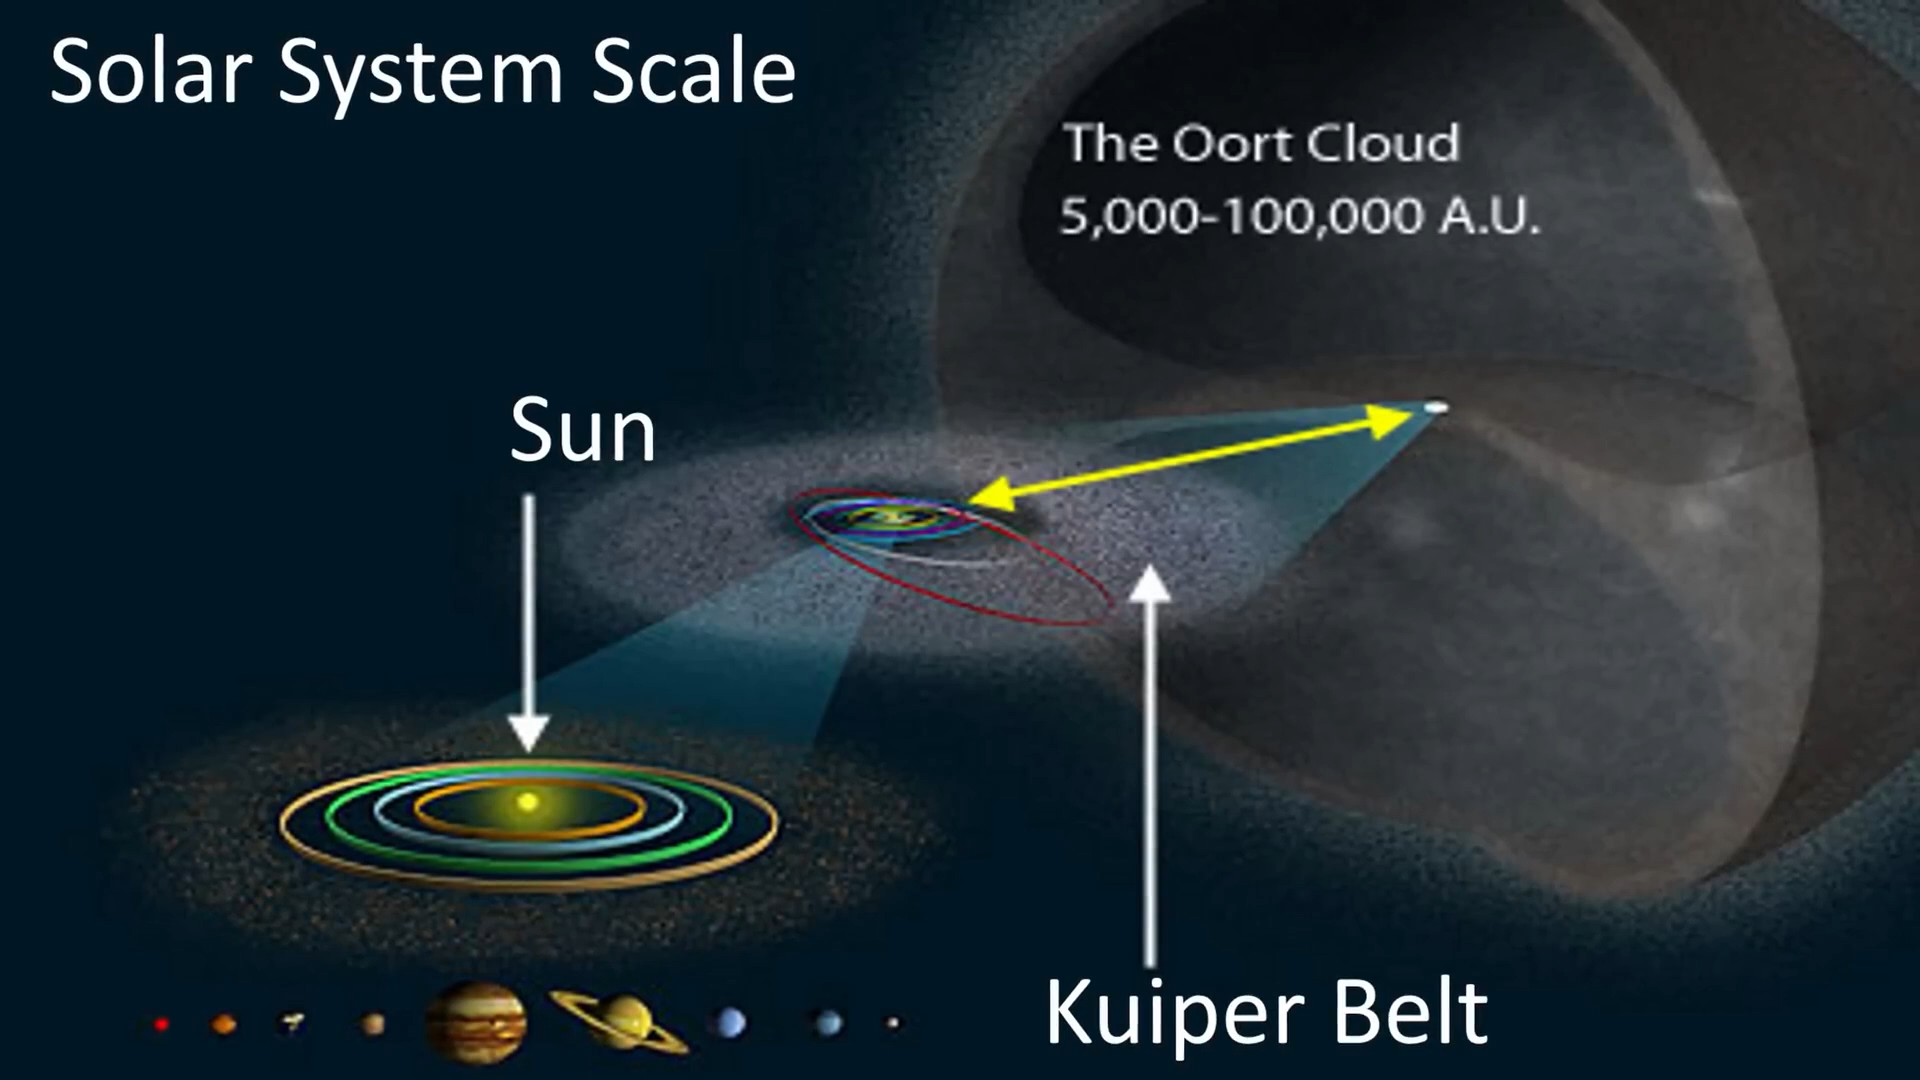 Solar System Scale
The Oort Cloud
5,000-100,000 A.U.
Sun
Kuiper Belt